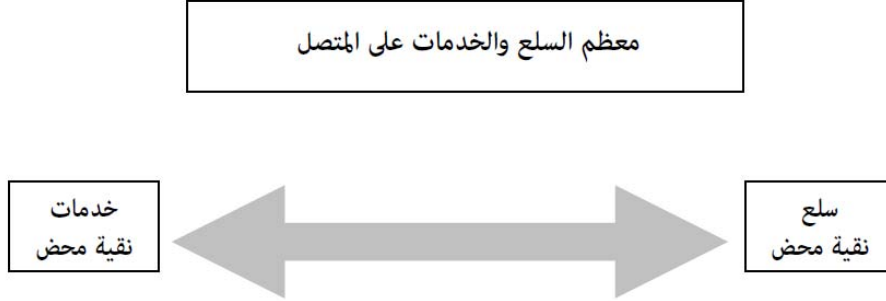 معظم السلع والخدمات على المتصل
سلع
نقية محض
خدمات
نقية محض